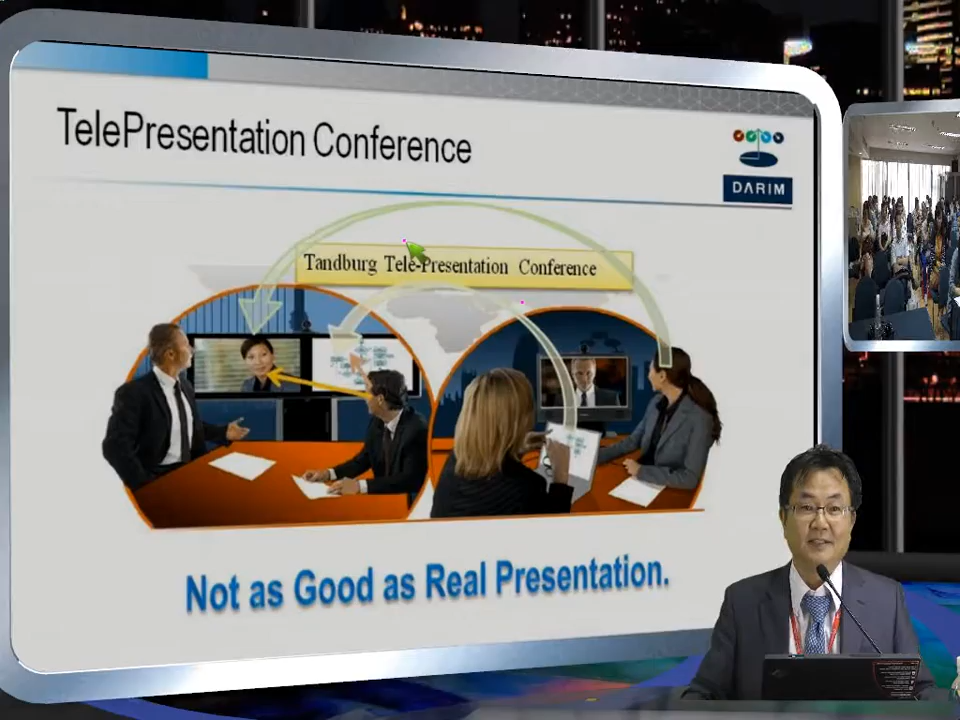 TelePresentation Conference
DARIM
Tandburg Tele-Presentation Conference
Not as Good as Real Presentation.